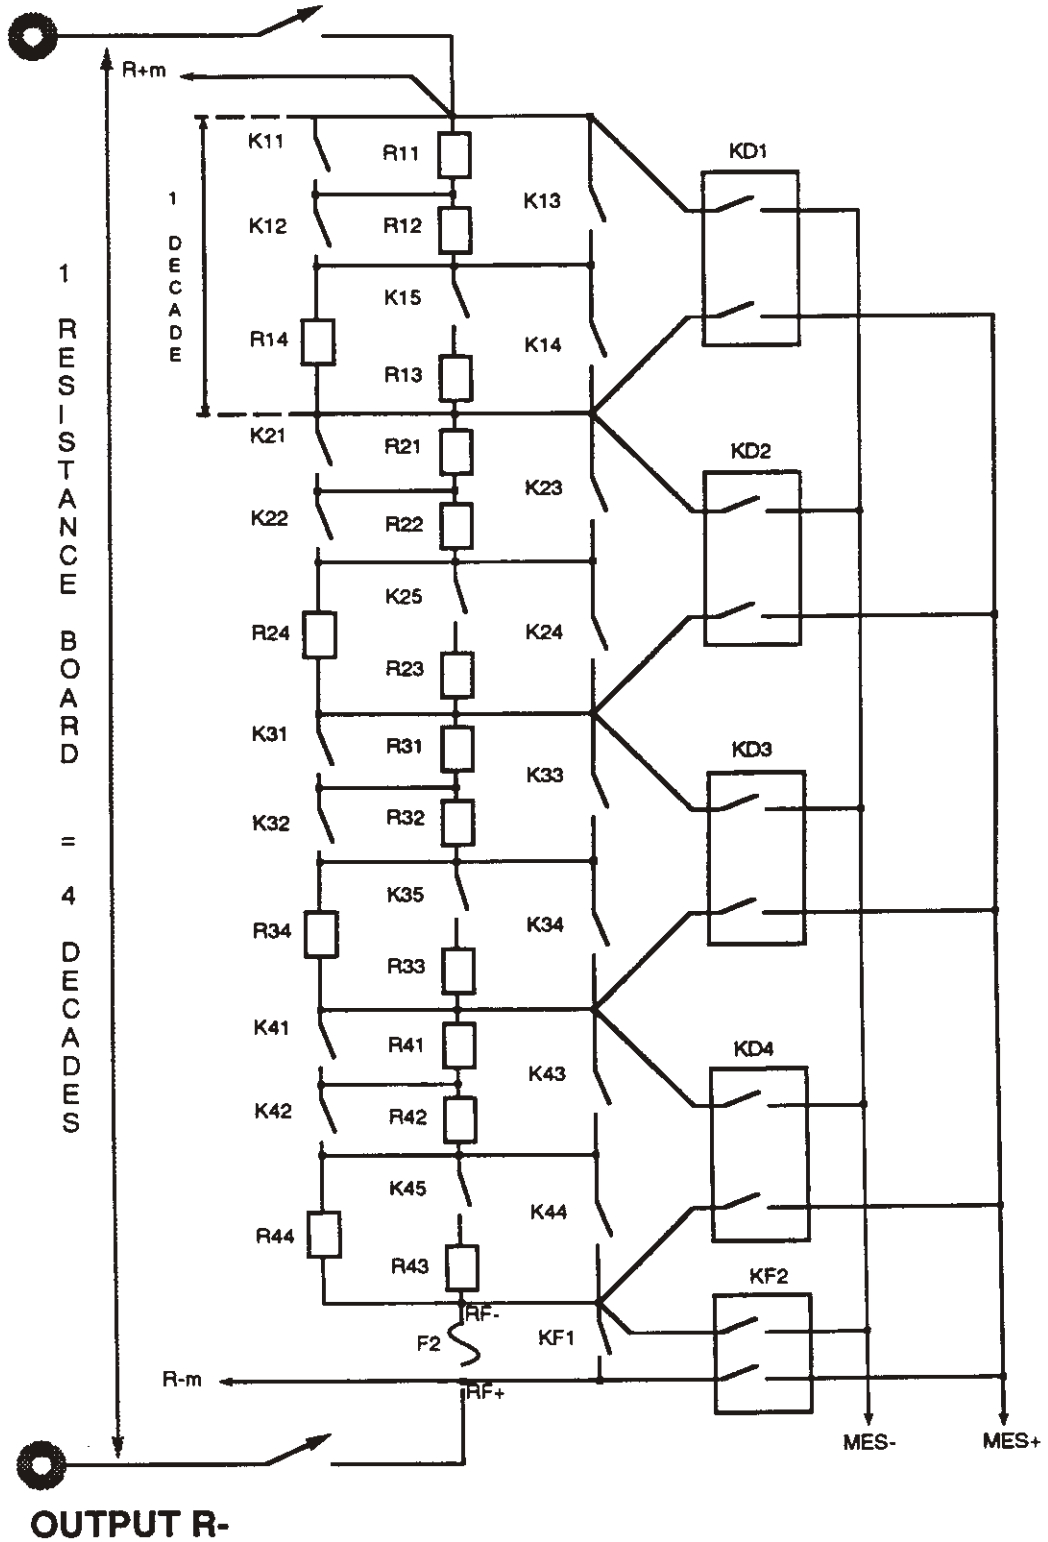 R+m
K11
R11
KD1
K13
1 DECADE
K12
R12
K15
R14
K14
R13
K21
R21
KD2
K23
K22
R22
K25
R24
K24
R23
K31
R31
KD3
K33
K32
R32
K35
R34
K34
R33
K41
R41
KD4
K43
K42
R42
K45
R44
K44
R43
KF2
RF-
F2
KF1
R-m
RF+
MES-
MES+
1 RESISTANCE BOARD = 4 DECADES
OUTPUT R-